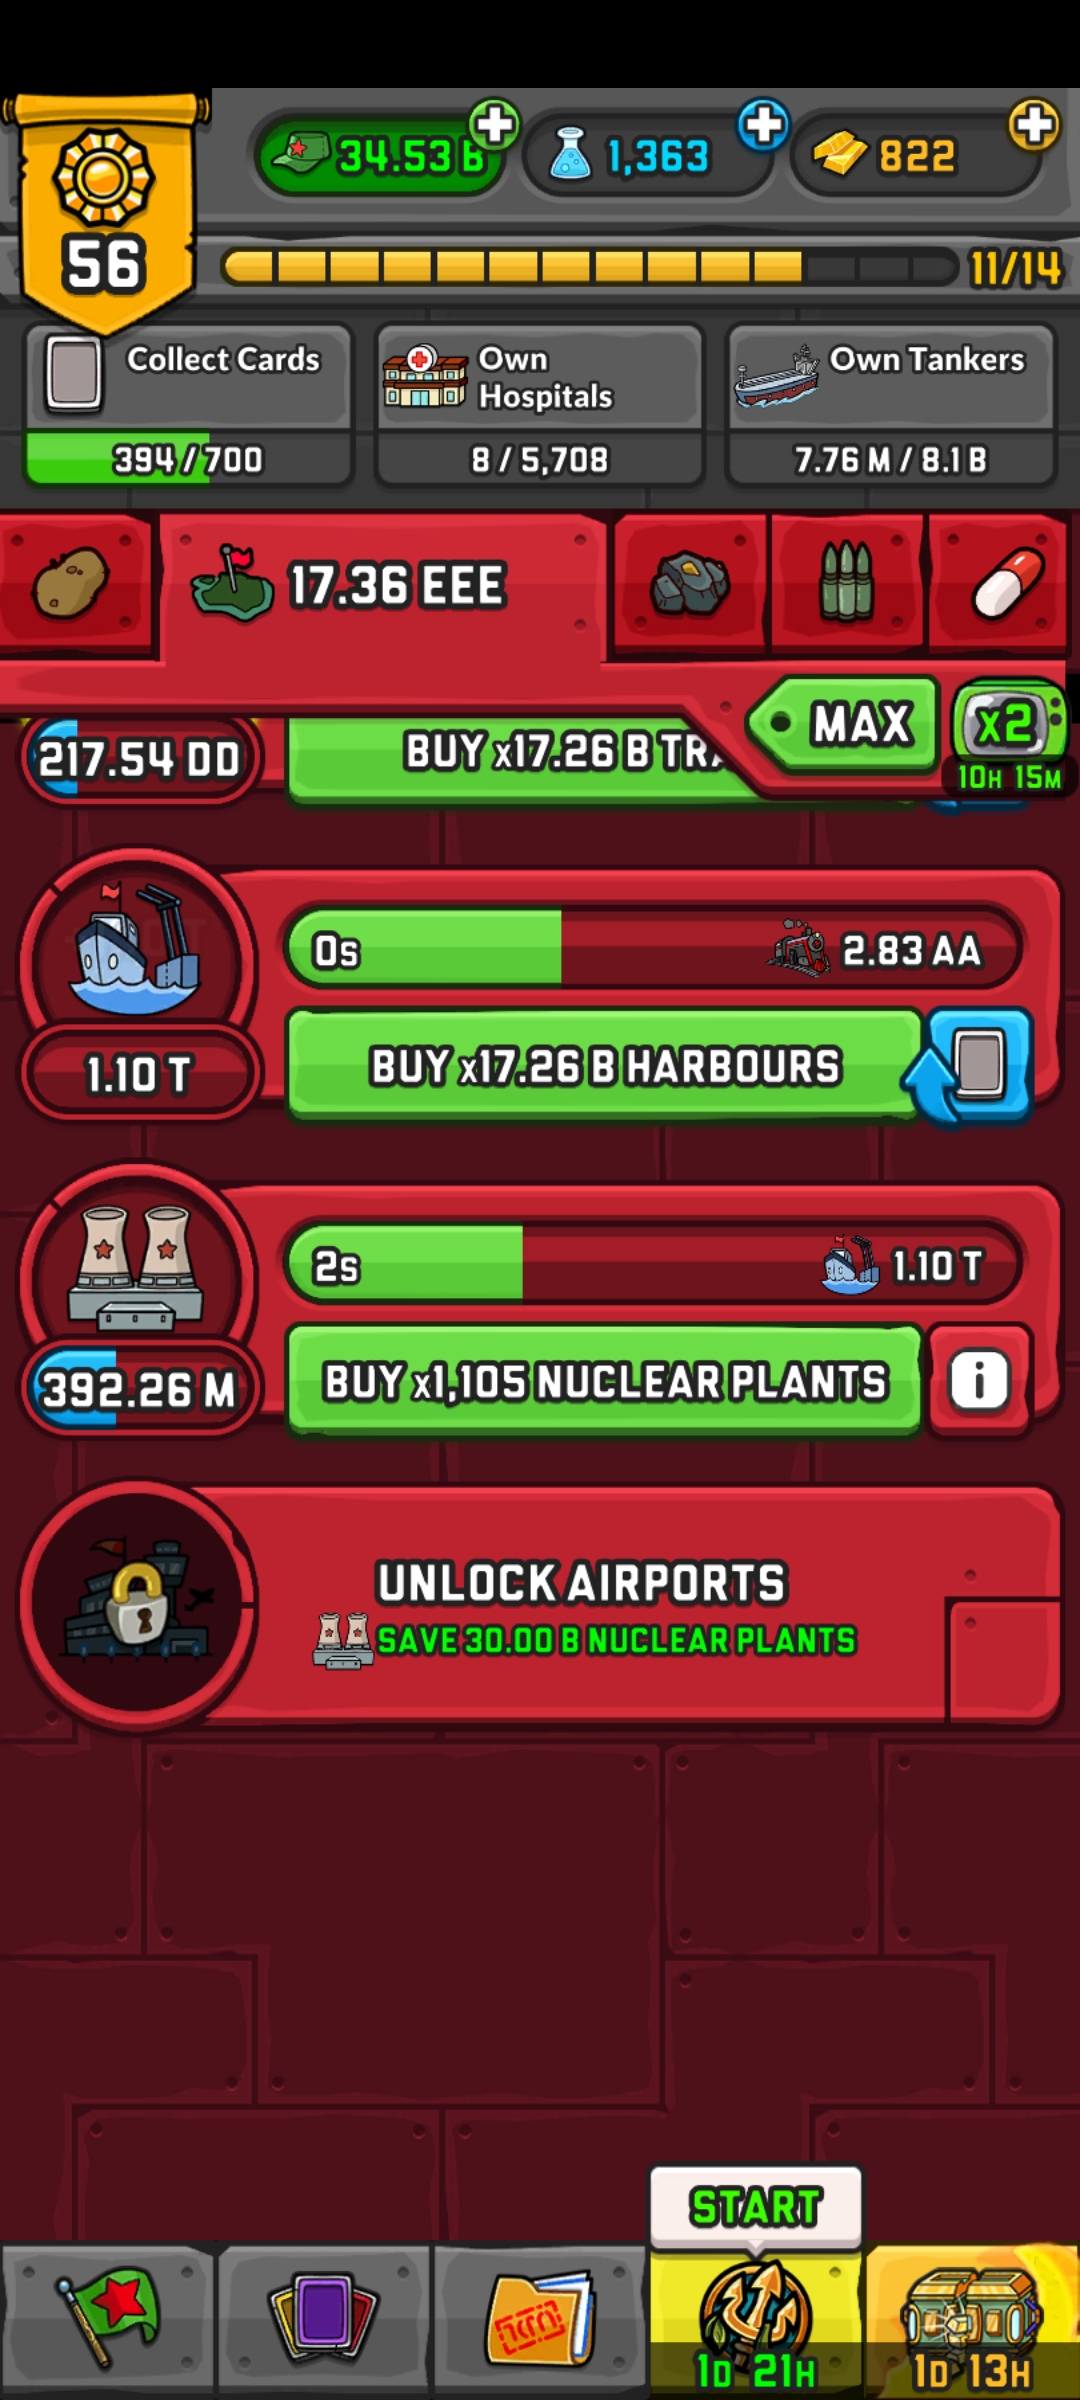 34.53 B
1,363
822
56
11/14
Collect Cards
394/700
Own
Hospitals
8/5,708
Own Tankers
7.76 M/8.1 B
17.36 EEE
MAX
x2
10H 15M
217.54 DD
BUY x17.26 B
0s
2.83 AA
1.10 T
BUY x17.26 B HARBOURS
2s
1.10 T
392.26 M
BUY x1,105 NUCLEAR PLANTS
i
UNLOCK AIRPORTS
SAVE 30.00 B NUCLEAR PLANTS
START
1D 21H
1D 13H